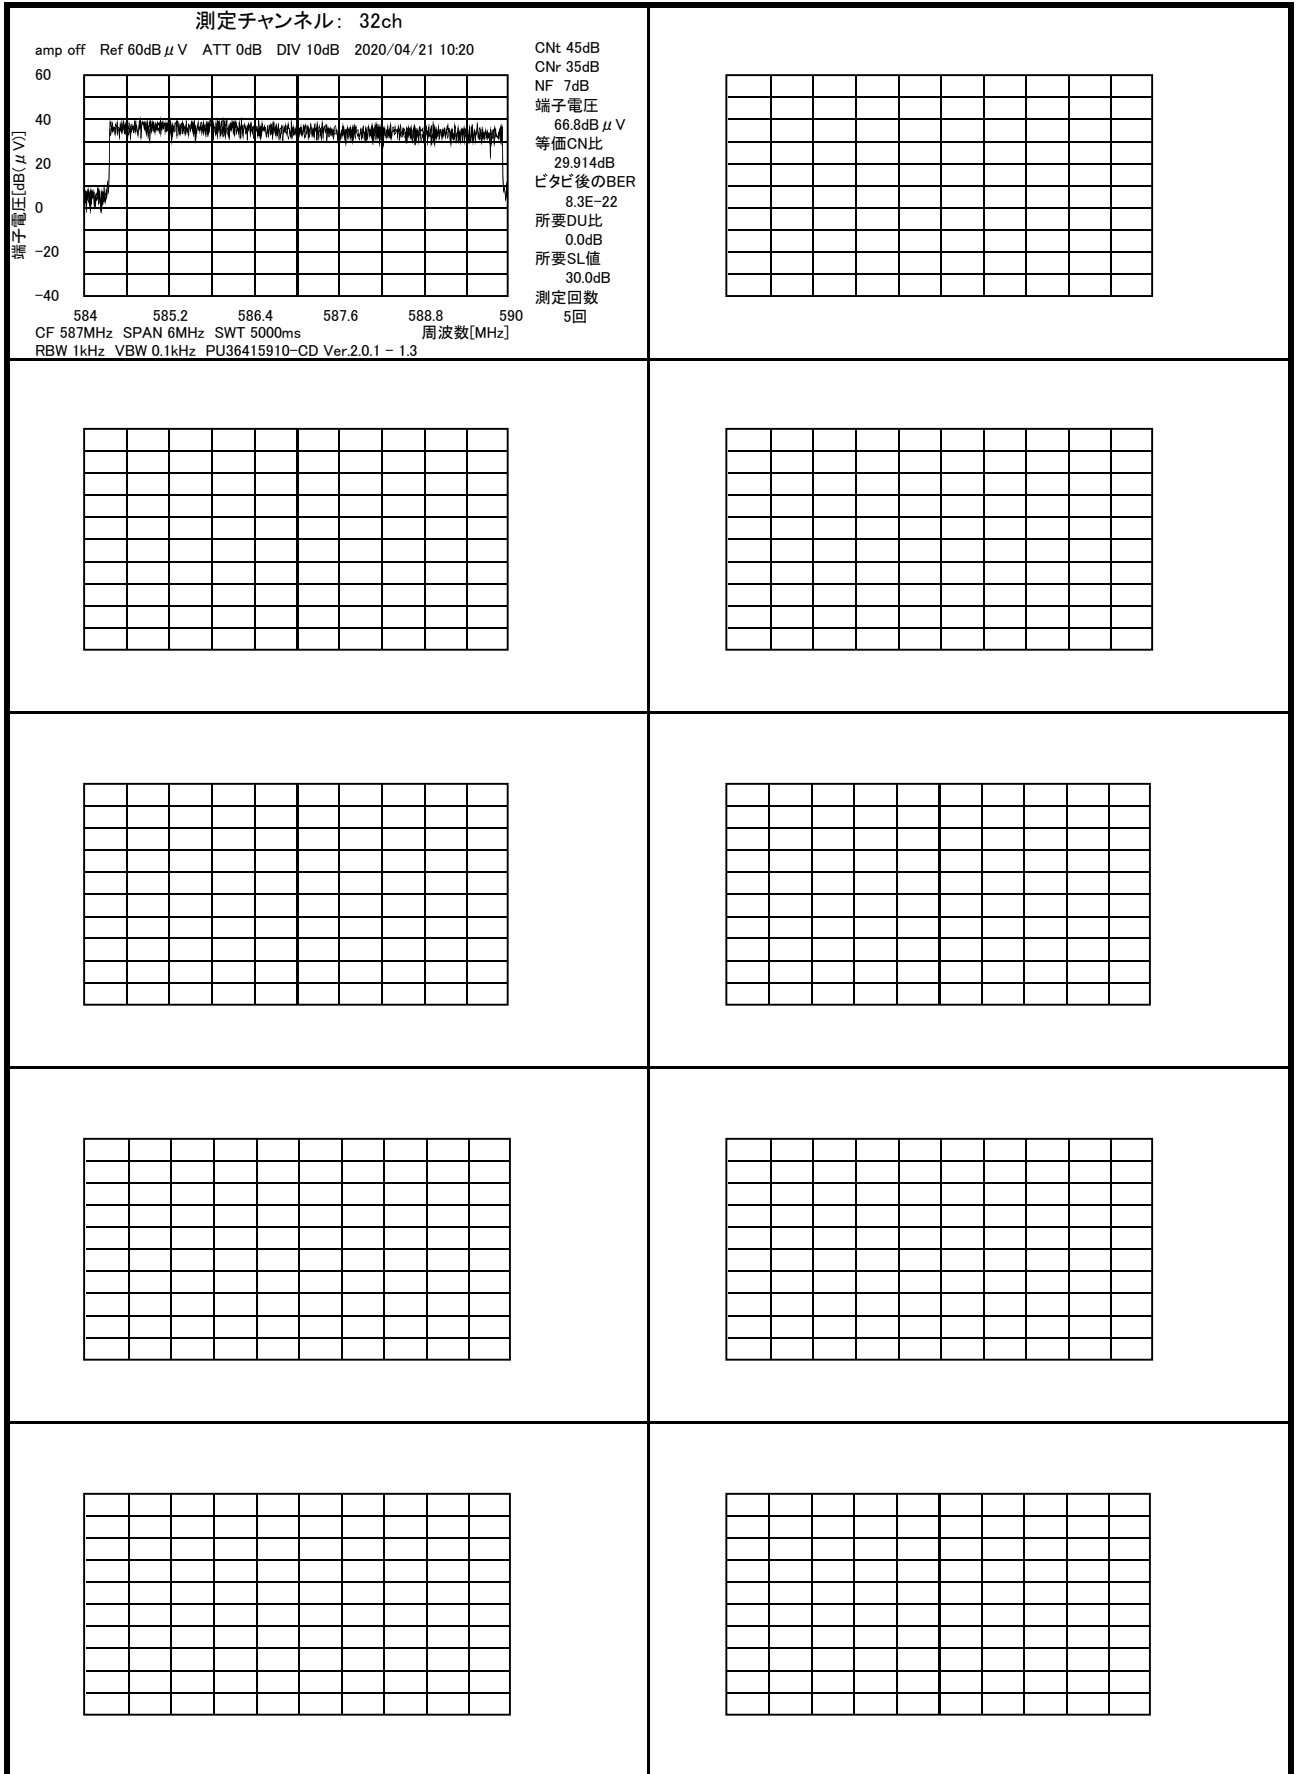 測定チャンネル： 32ch
amp off Ref 60dBμV ATT 0dB DIV 10dB 2020/04/21 10:20
CNt 45dB
CNr 35dB
NF 7dB
端子電圧
66.8dBμV
等価CN比
29.914dB
ビタビ後のBER
8.3E-22
所要DU比
0.0dB
所要SL値
30.0dB
測定回数
5回
端子電圧[dB(μV)]
60
40
20
0
-20
-40
584 585.2 586.4 587.6 588.8 590
CF 587MHz SPAN 6MHz SWT 5000ms 周波数[MHz]
RBW 1kHz VBW 0.1kHz PU36415910-CD Ver.2.0.1 - 1.3